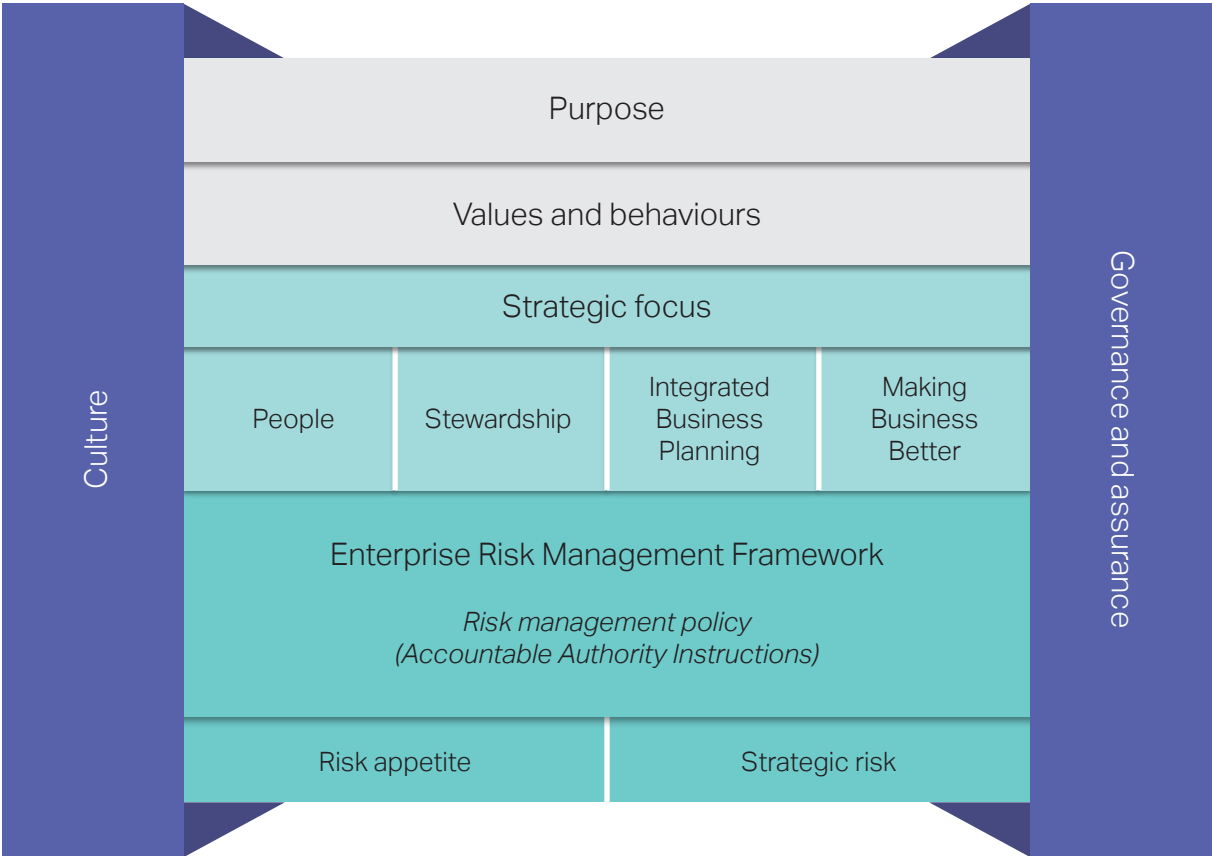 Culture
Purpose
Values and behaviours
Strategic focus
People
Stewardship
Integrated
Business
Planning
Making
Business
Better
Enterprise Risk Management Framework
Risk management policy
(Accountable Authority Instructions)
Risk appetite
Strategic risk
Governance and assurance